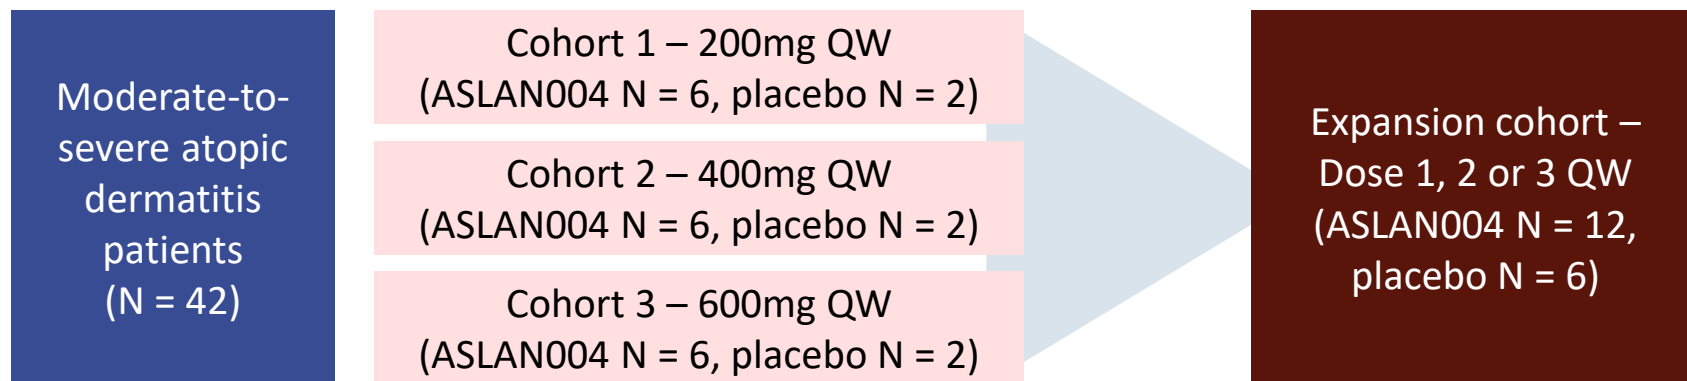 Moderate-to-
severe atopic
dermatitis
patients
(N = 42)
Cohort 1 – 200mg QW
(ASLAN004 N = 6, placebo N = 2)
Cohort 2 – 400mg QW
(ASLAN004 N = 6, placebo N = 2)
Cohort 3 – 600mg QW
(ASLAN004 N = 6, placebo N = 2)
Expansion cohort –
Dose 1, 2 or 3 QW
(ASLAN004 N = 12,
placebo N = 6)